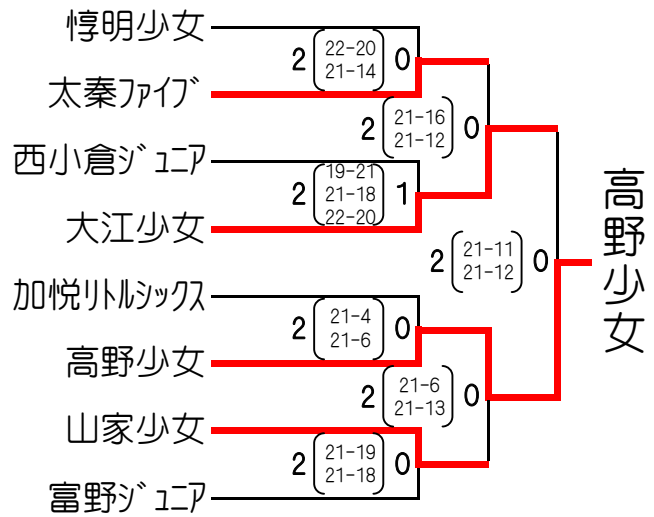 惇明少女
太秦ﾌｧｲﾌﾞ
西小倉ｼﾞｭﾆｱ
大江少女
加悦ﾘﾄﾙｼｯｸｽ
高野少女
山家少女
富野ｼﾞｭﾆｱ
2 22-20 0
21-14
2 19-21 1
21-18
22-20
2 21-4 0
21-6
2 21-19 0
21-18
2 21-16 0
21-12
2 21-6 0
21-13
2 21-11 0
21-12
高野少女